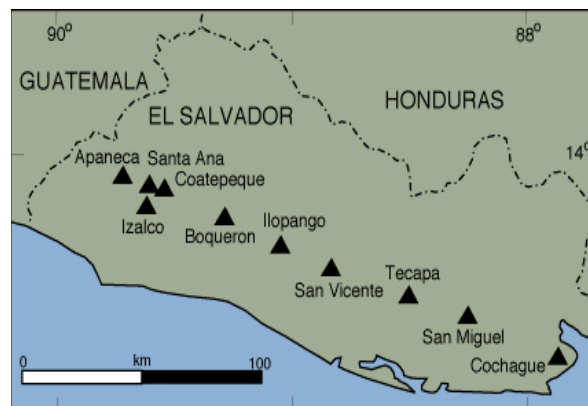 90°
88°
GUATEMALA
HONDURAS
EL SALVADOR
14°
Apaneca
Santa Ana
Coatepeque
Izalco
Boqueron
Ilopango
San Vicente
Tecapa
San Miguel
Cochague
0 km 100